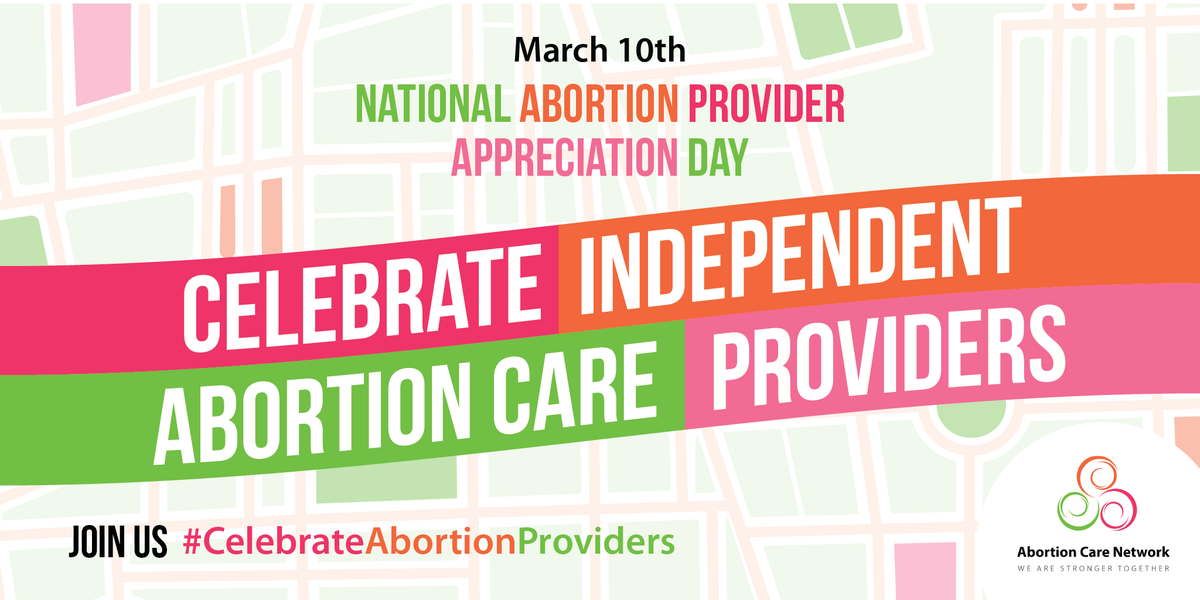 March 10th
NATIONAL ABORTION PROVIDER
APPRECIATION DAY
CELEBRATE INDEPENDENT
ABORTION CARE PROVIDERS
JOIN US #CelebrateAbortionProviders
Abortion Care Network
WE ARE STRONGER TOGETHER